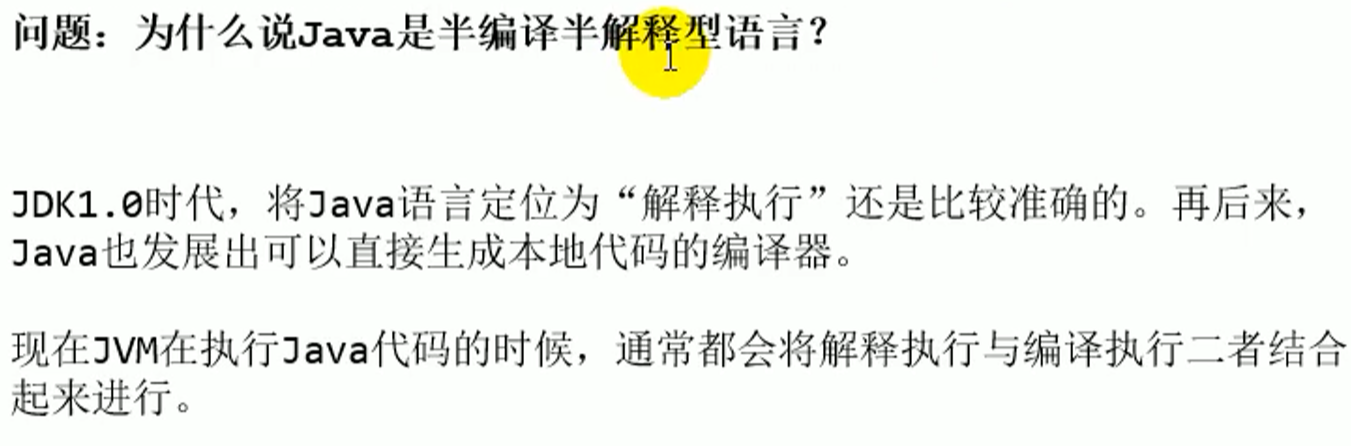 问题：为什么说Java是半编译半解释型语言？
JDK1.0时代，将Java语言定位为“解释执行”还是比较准确的。再后来，
Java也发展出可以直接生成本地代码的编译器。
现在JVM在执行Java代码的时候，通常都会将解释执行与编译执行二者结合
起来进行。